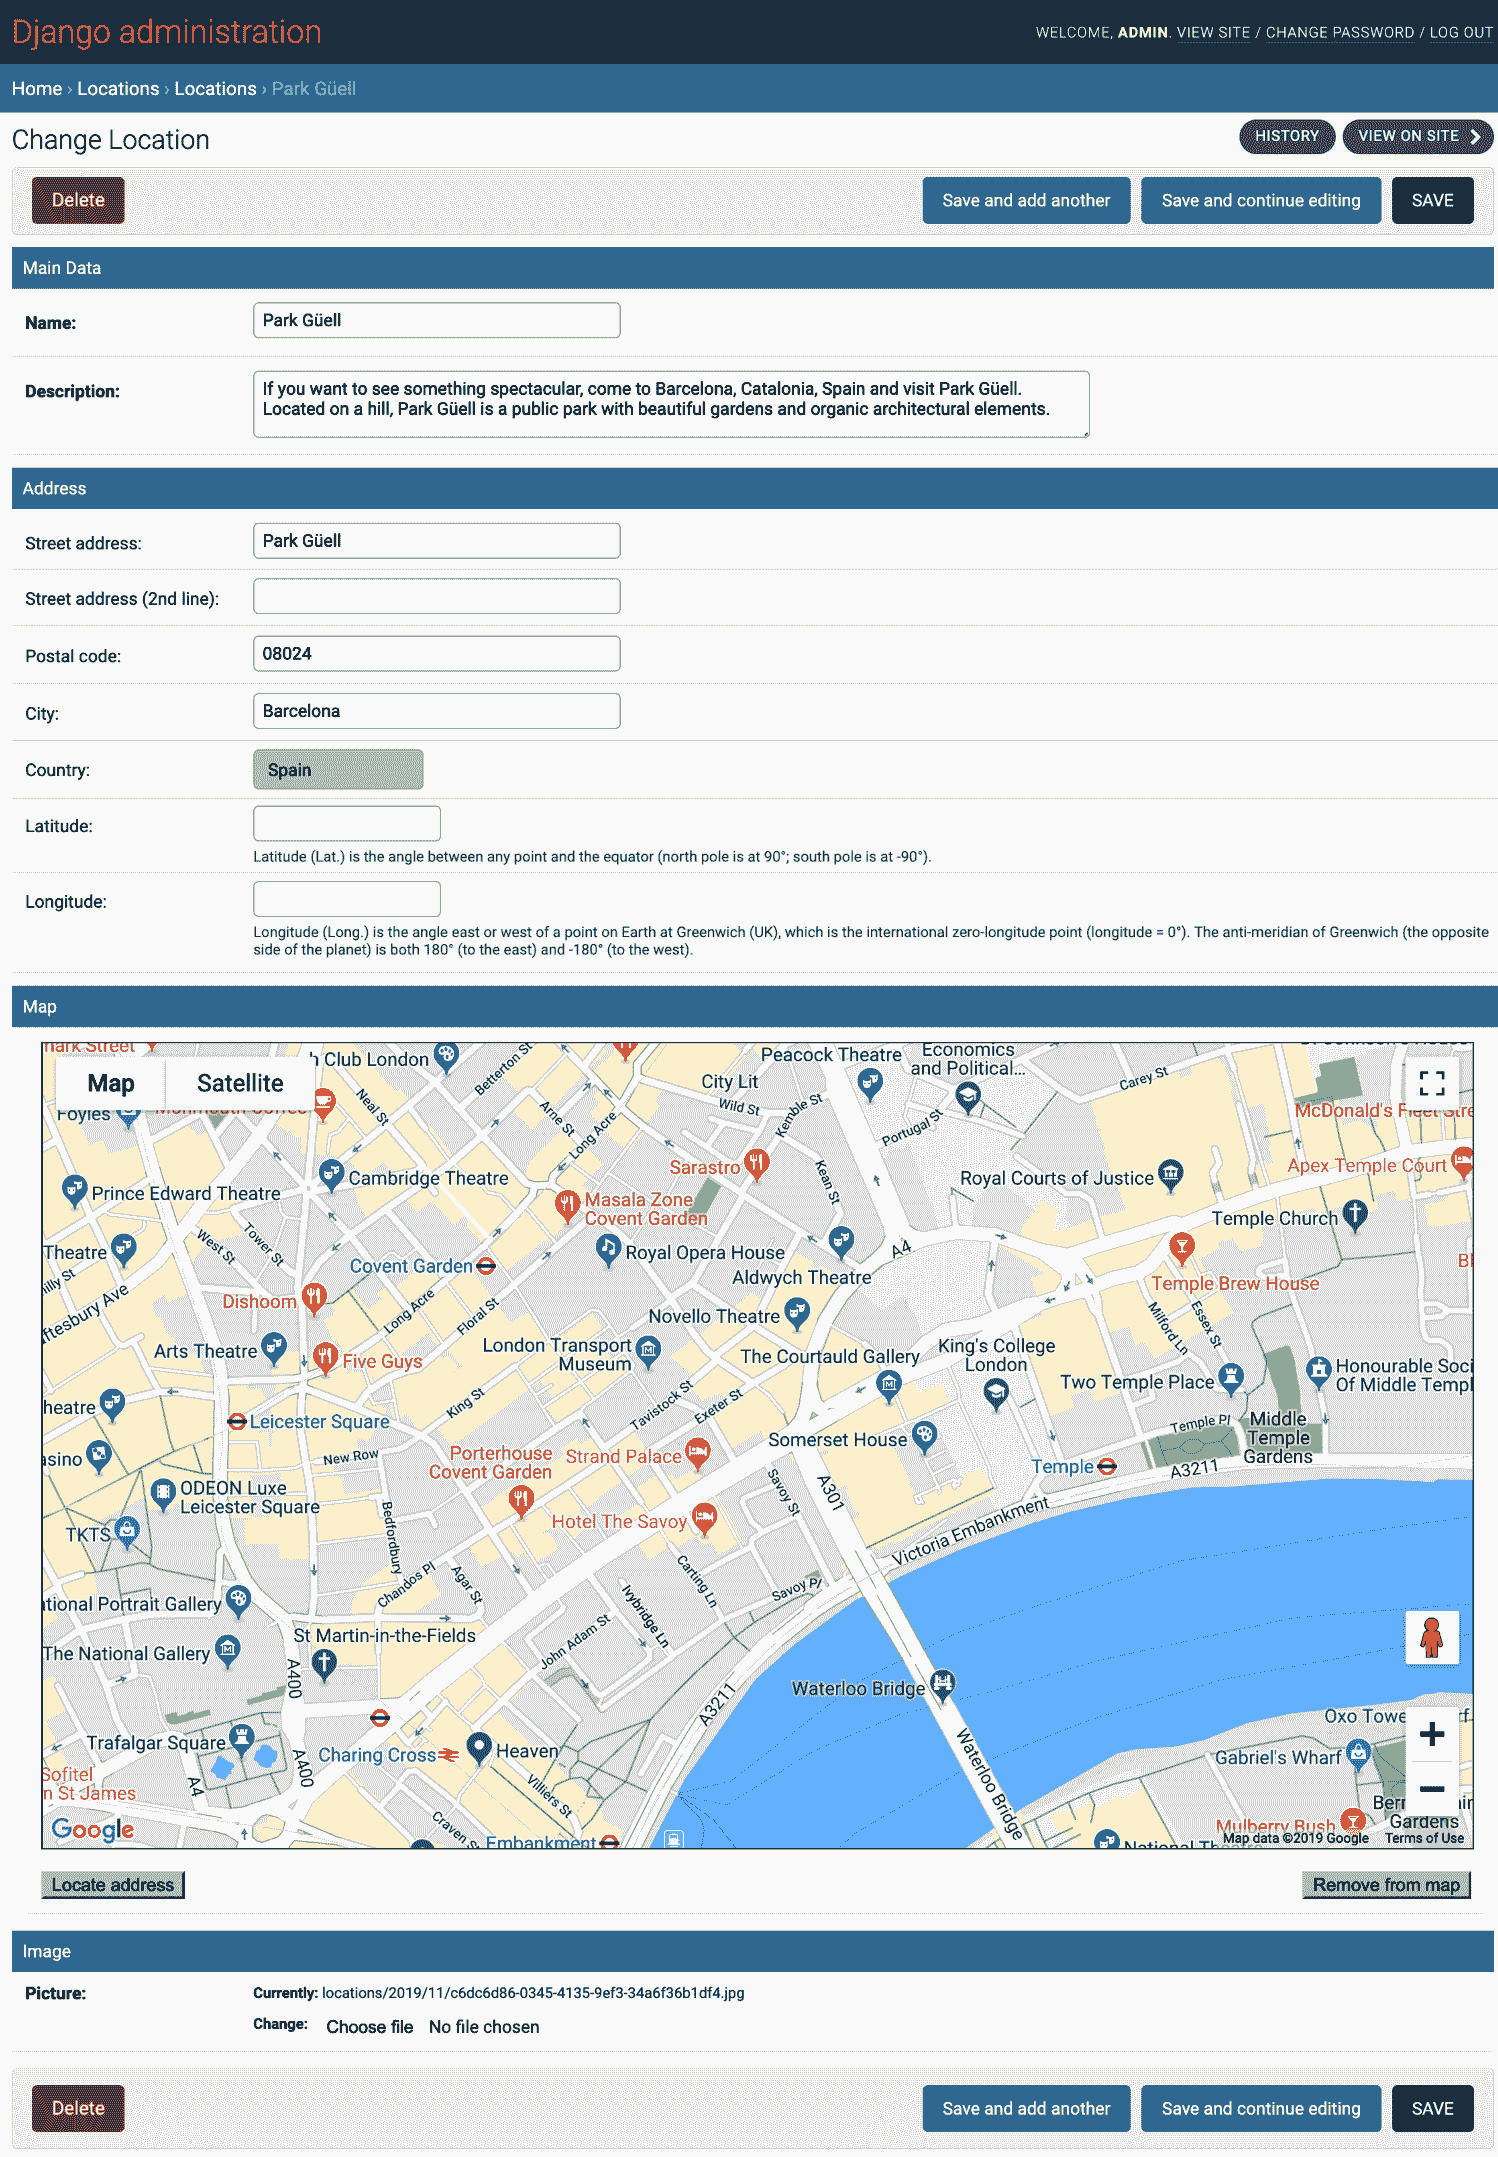 Django administration
WELCOME, ADMIN. VIEW SITE / CHANGE PASSWORD / LOG OUT
Home › Locations › Locations › Park Güell
Change Location
HISTORY
VIEW ON SITE
Delete
Save and add another
Save and continue editing
SAVE
Main Data
Name:
Park Güell
Description:
If you want to see something spectacular, come to Barcelona, Catalonia, Spain and visit Park Güell.
Located on a hill, Park Güell is a public park with beautiful gardens and organic architectural elements.
Address
Street address:
Park Güell
Street address (2nd line):
Postal code:
08024
City:
Barcelona
Country:
Spain
Latitude:
Latitude (Lat.) is the angle between any point and the equator (north pole is at 90°; south pole is at -90°).
Longitude:
Longitude (Long.) is the angle east or west of a point on Earth at Greenwich (UK), which is the international zero-longitude point (longitude = 0°). The anti-meridian of Greenwich (the opposite
side of the planet) is both 180° (to the east) and -180° (to the west).
Map
Map
Satellite
Club London
Betterton St
City Lit
Peacock Theatre
Economics
and Political...
Carey St
Foyles
Neal St
Arne St
Long Acre
Wild St
Kemble St
Portugal St
McDonald's Fleet
Prince Edward Theatre
Cambridge Theatre
Sarastro
Kean St
Royal Courts of Justice
Apex Temple Court
Masala Zone
Covent Garden
Temple Church
Theatre
West St
Tower St
Covent Garden
Royal Opera House
Aldwych Theatre
A4
Temple Brew House
Dishoom
Long Acre
Floral St
Novello Theatre
Milford Ln
Essex St
Arts Theatre
Five Guys
London Transport
Museum
The Courtauld Gallery
King's College
London
Two Temple Place
Honourable Soci
Of Middle Templ
heatre
Leicester Square
King St
Tavistock St
Exeter St
Somerset House
Temple Pl
Middle
Temple
Gardens
asino
New Row
Porterhouse
Covent Garden
Strand Palace
Temple
A3211
ODEON Luxe
Leicester Square
Bedfordbury
Savoy St
A301
TKTS
Hotel The Savoy
Victoria Embankment
Chandos Pl
Agar St
Carting Ln
Savoy Pl
tional Portrait Gallery
Ivybridge Ln
St Martin-in-the-Fields
John Adam St
The National Gallery
A400
A3211
Waterloo Bridge
Trafalgar Square
Charing Cross
Heaven
Waterloo Bridge
Oxo Towe
Gabriel's Wharf
Sofitel
n St James
A4
A400
Villiers St
Craven S
Embankment
Google
Mulberry Bush
Gardens
Map data ©2019 Google
Terms of Use
Locate address
Remove from map
Image
Picture:
Currently: locations/2019/11/c6dc6d86-0345-4135-9ef3-34a6f36b1df4.jpg
Change: Choose file No file chosen
Delete
Save and add another
Save and continue editing
SAVE